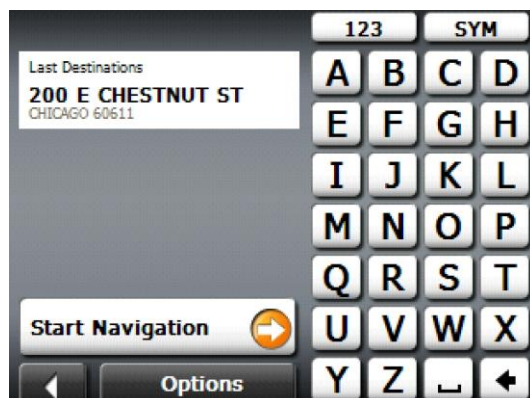 123 SYM
Last Destinations
200 E CHESTNUT ST
CHICAGO 60611
A B C D
E F G H
I J K L
M N O P
Q R S T
Start Navigation
U V W X
Options
Y Z